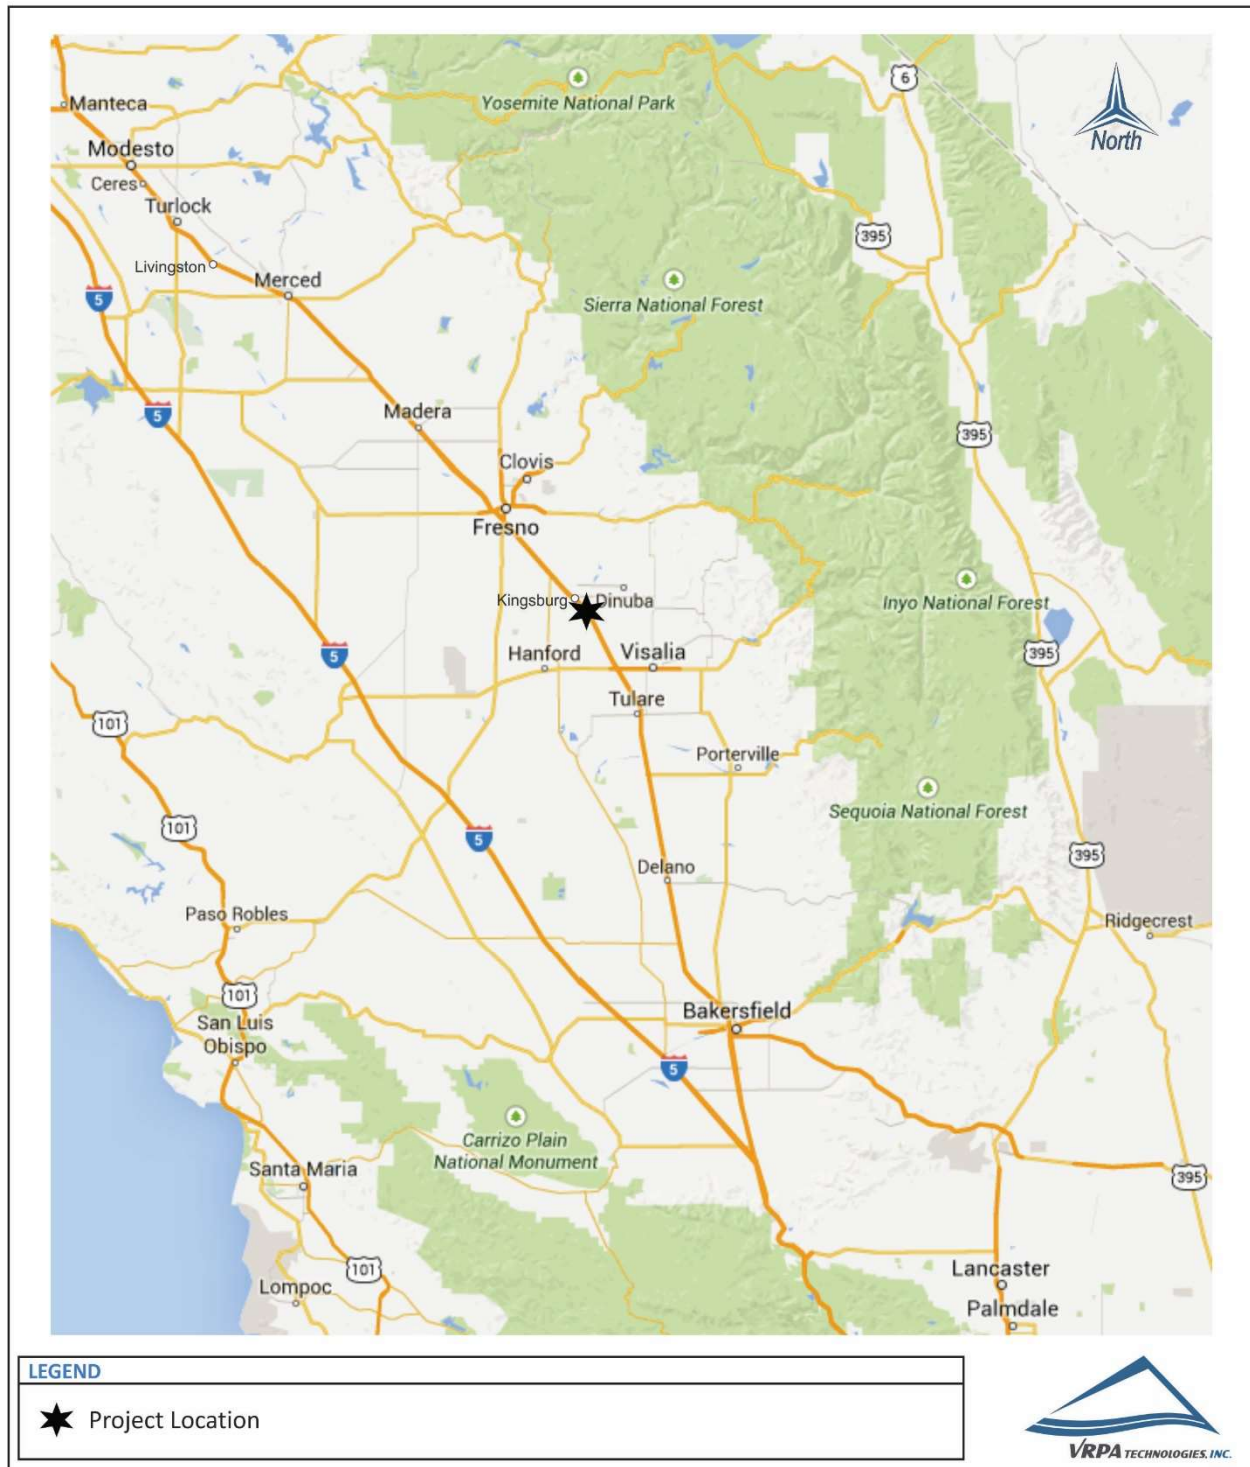 Yosemite National Park
6
Manteca
North
Modesto
Ceres
Turlock
395
Livingston
Merced
5
Sierra National Forest
5
Madera
395
Clovis
Fresno
Kingsburg
Dinuba
Inyo National Forest
5
Hanford
Visalia
395
Tulare
101
Porterville
Sequoia National Forest
101
5
395
Delano
Paso Robles
Ridgecrest
101
San Luis
Obispo
Bakersfield
5
Carrizo Plain
National Monument
Santa Maria
395
101
Lompoc
Lancaster
Palmdale
LEGEND
Project Location
VRPA TECHNOLOGIES, INC.